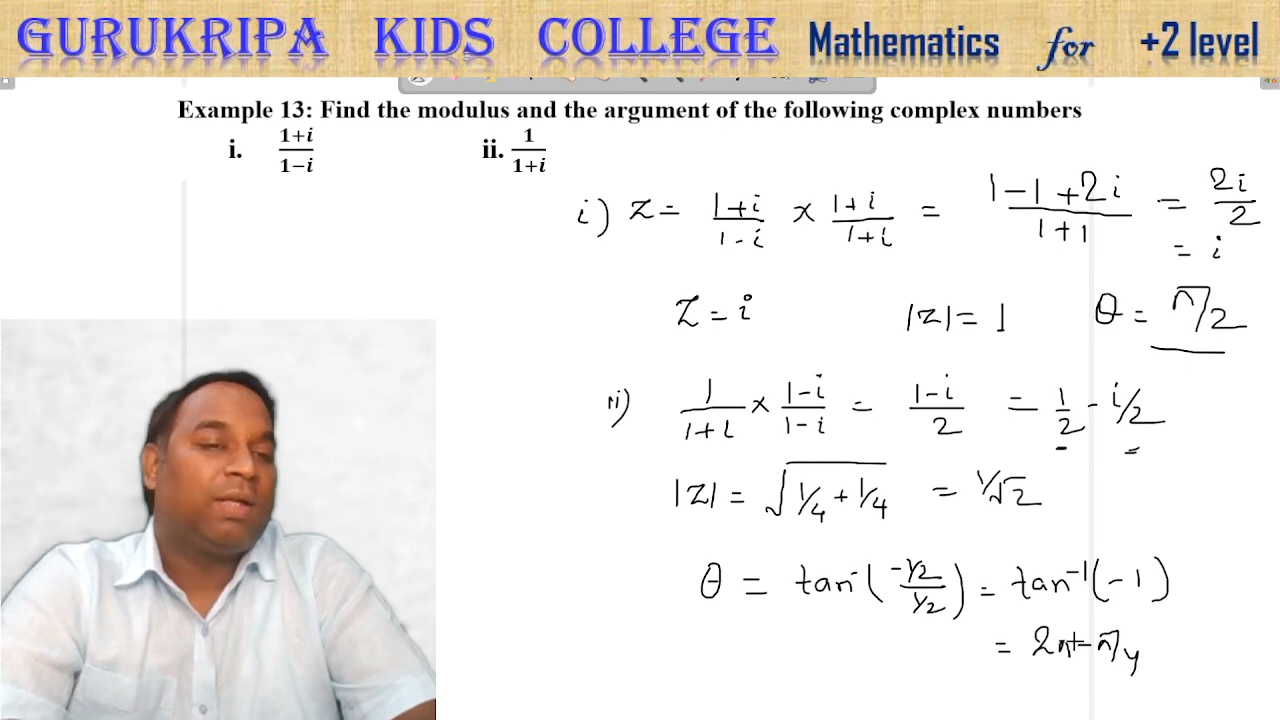 GURUKRIPA KIDS COLLEGE Mathematics for +2 level
Example 13: Find the modulus and the argument of the following complex numbers
i. (1+i)/(1−i) ii. 1/(1+i)
i) z = (1+i)/(1-i) × (1+i)/(1+i) = (1-1+2i)/(1+1) = 2i/2
= i
Z = i |Z| = 1 θ = π/2
ii) 1/(1+i) × (1-i)/(1-i) = (1-i)/2 = 1/2 - i/2
|Z| = √(1/4 + 1/4) = 1/√2
θ = tan⁻((-1/2)/(1/2)) = tan⁻¹(-1)
= 2π - π/4